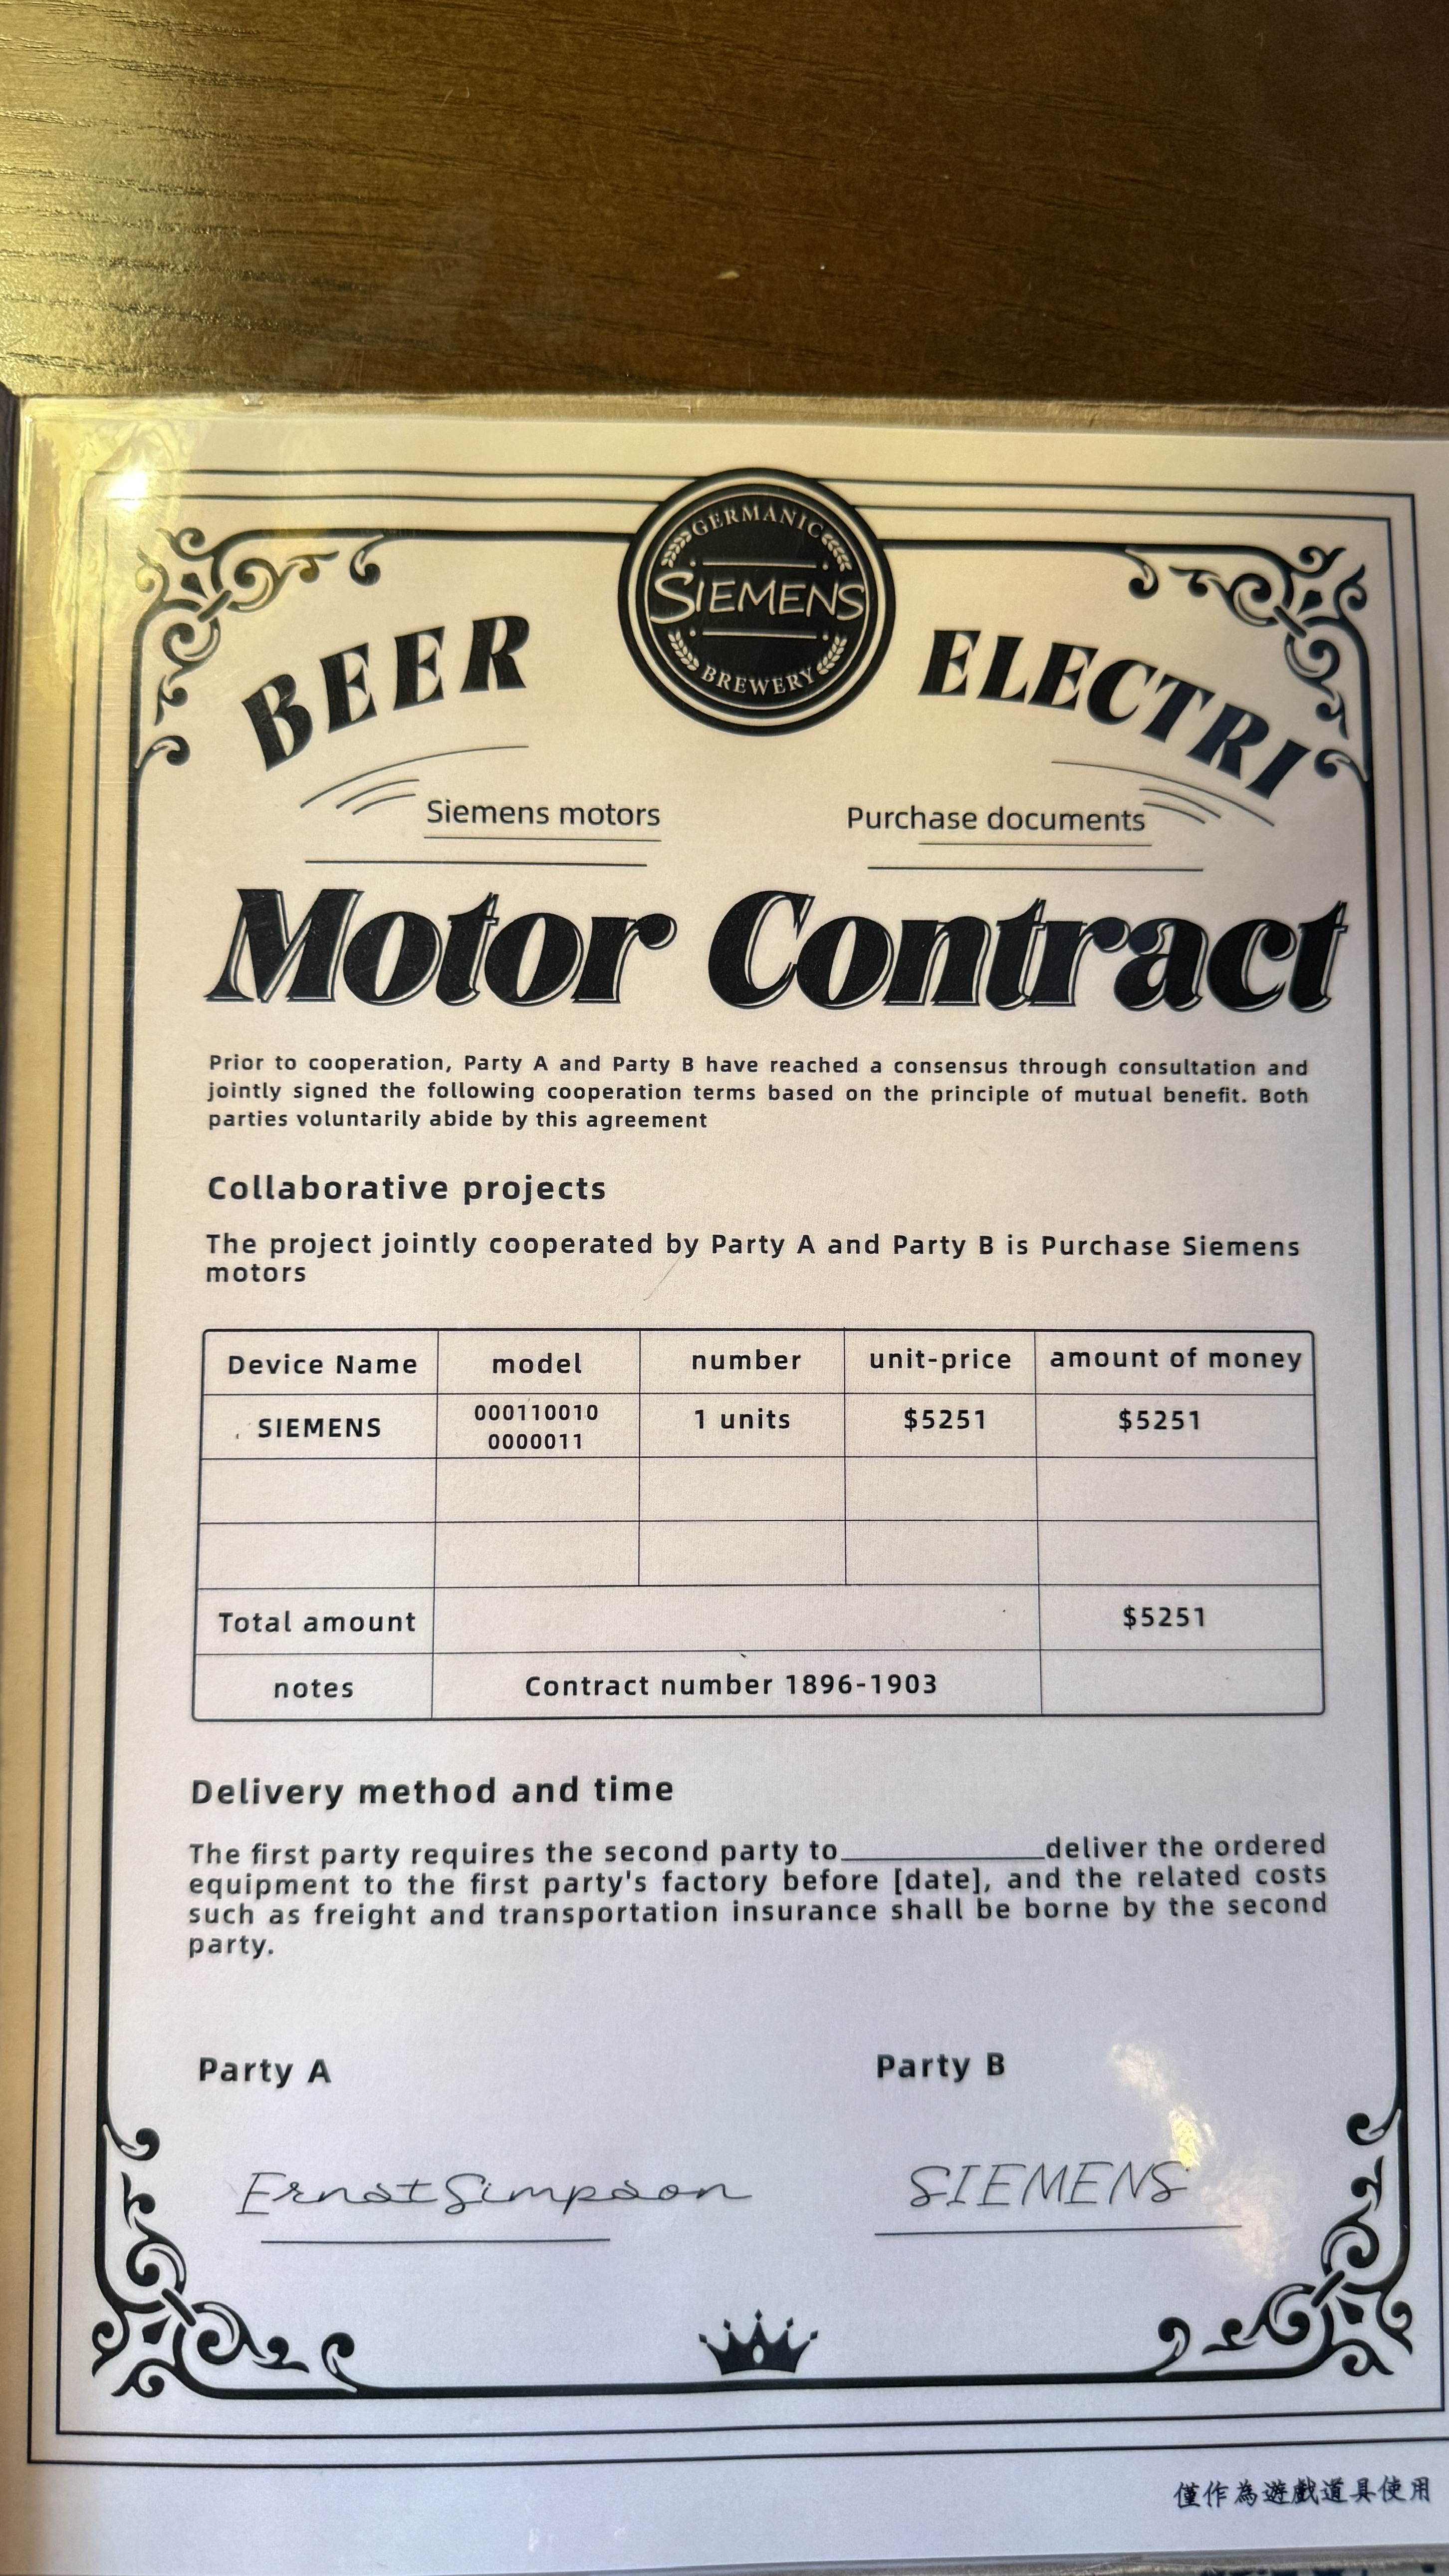 GERMANIC
SIEMENS
BREWERY
BEER ELECTRI
Siemens motors Purchase documents
Motor Contract
Prior to cooperation, Party A and Party B have reached a consensus through consultation and
jointly signed the following cooperation terms based on the principle of mutual benefit. Both
parties voluntarily abide by this agreement
Collaborative projects
The project jointly cooperated by Party A and Party B is Purchase Siemens
motors
Device Name model number unit-price amount of money
SIEMENS 000110010 1 units $5251 $5251
0000011
Total amount $5251
notes Contract number 1896-1903
Delivery method and time
The first party requires the second party to____________deliver the ordered
equipment to the first party's factory before [date], and the related costs
such as freight and transportation insurance shall be borne by the second
party.
Party A Party B
Ernst Simpson SIEMENS
僅作為遊戲道具使用